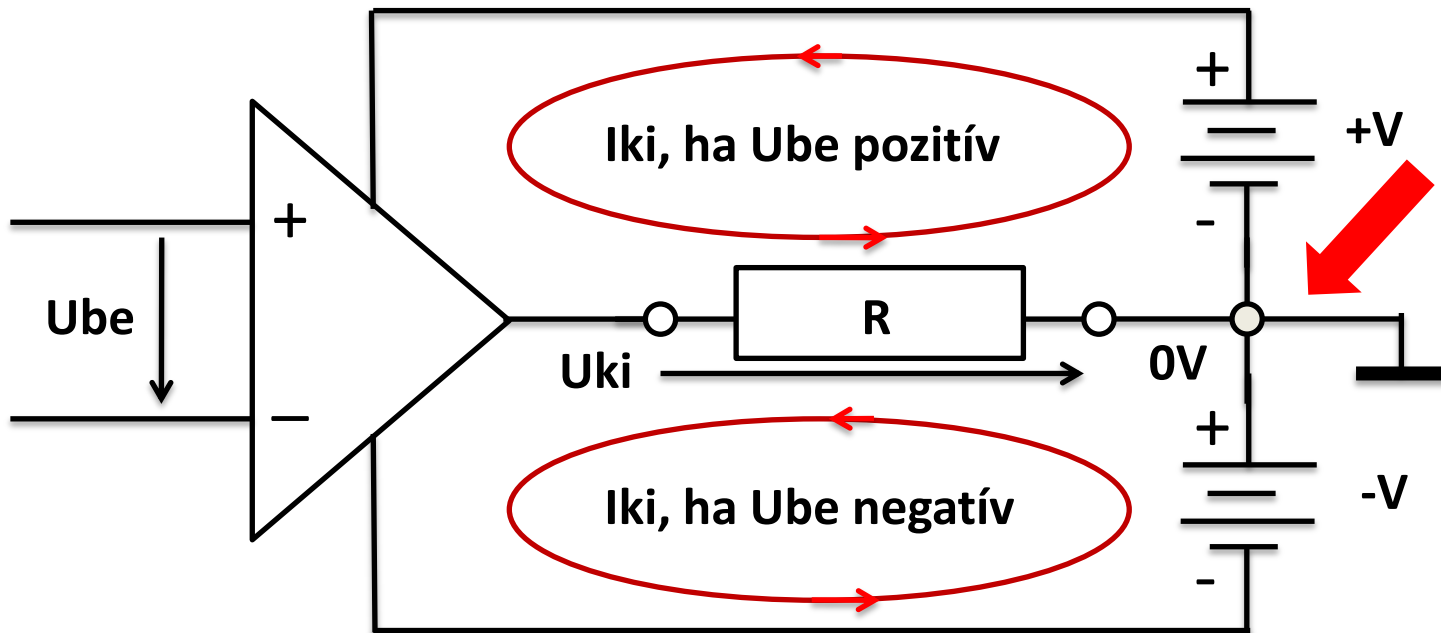 +
Iki, ha Ube pozitív
+V
+
-
Ube
R
Uki
0V
–
+
Iki, ha Ube negatív
-V
-